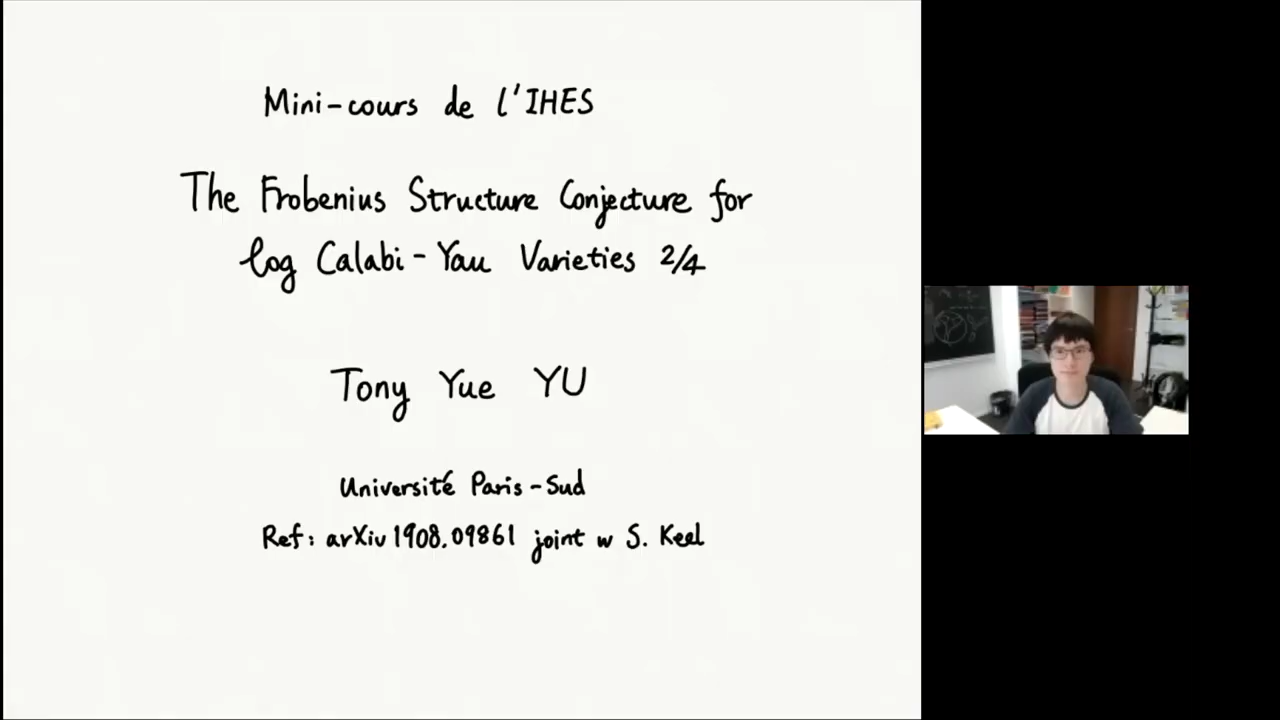 Mini-cours de l'IHES
The Frobenius Structure Conjecture for
log Calabi-Yau Varieties 2/4
Tony Yue YU
Université Paris-Sud
Ref: arXiv 1908.09861 joint w S. Keel